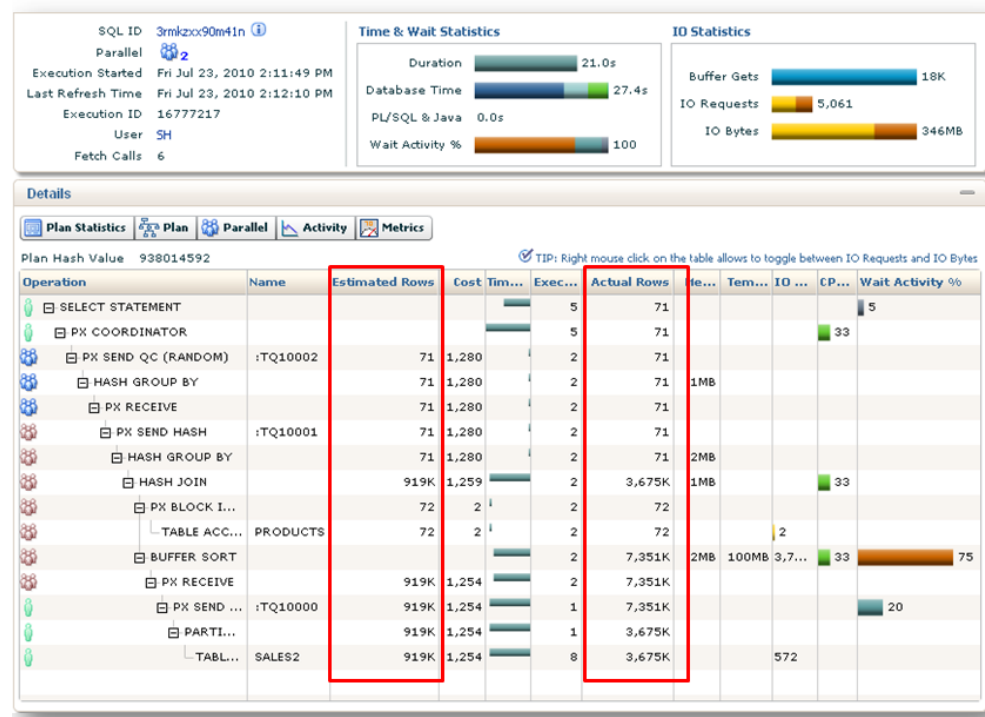 SQL ID 3rmkzxx90m41n
Parallel 2
Execution Started Fri Jul 23, 2010 2:11:49 PM
Last Refresh Time Fri Jul 23, 2010 2:12:10 PM
Execution ID 16777217
User SH
Fetch Calls 6
Time & Wait Statistics
Duration 21.0s
Database Time 27.4s
PL/SQL & Java 0.0s
Wait Activity % 100
IO Statistics
Buffer Gets 18K
IO Requests 5,061
IO Bytes 346MB
Details
Plan Statistics Plan Parallel Activity Metrics
Plan Hash Value 938014592
TIP: Right mouse click on the table allows to toggle between IO Requests and IO Bytes
Operation Name Estimated Rows Cost Tim... Exec... Actual Rows Me... Tem... IO ... CP... Wait Activity %
SELECT STATEMENT 5 71 5
PX COORDINATOR 5 71 33
PX SEND QC (RANDOM) :TQ10002 71 1,280 2 71
HASH GROUP BY 71 1,280 2 71 1MB
PX RECEIVE 71 1,280 2 71
PX SEND HASH :TQ10001 71 1,280 2 71
HASH GROUP BY 71 1,280 2 71 2MB
HASH JOIN 919K 1,259 2 3,675K 1MB 33
PX BLOCK I... 72 2 2 72
TABLE ACC... PRODUCTS 72 2 2 72 2
BUFFER SORT 2 7,351K 2MB 100MB 3,7... 33 75
PX RECEIVE 919K 1,254 2 7,351K
PX SEND ... :TQ10000 919K 1,254 1 7,351K 20
PARTI... 919K 1,254 1 3,675K
TABL... SALES2 919K 1,254 8 3,675K 572